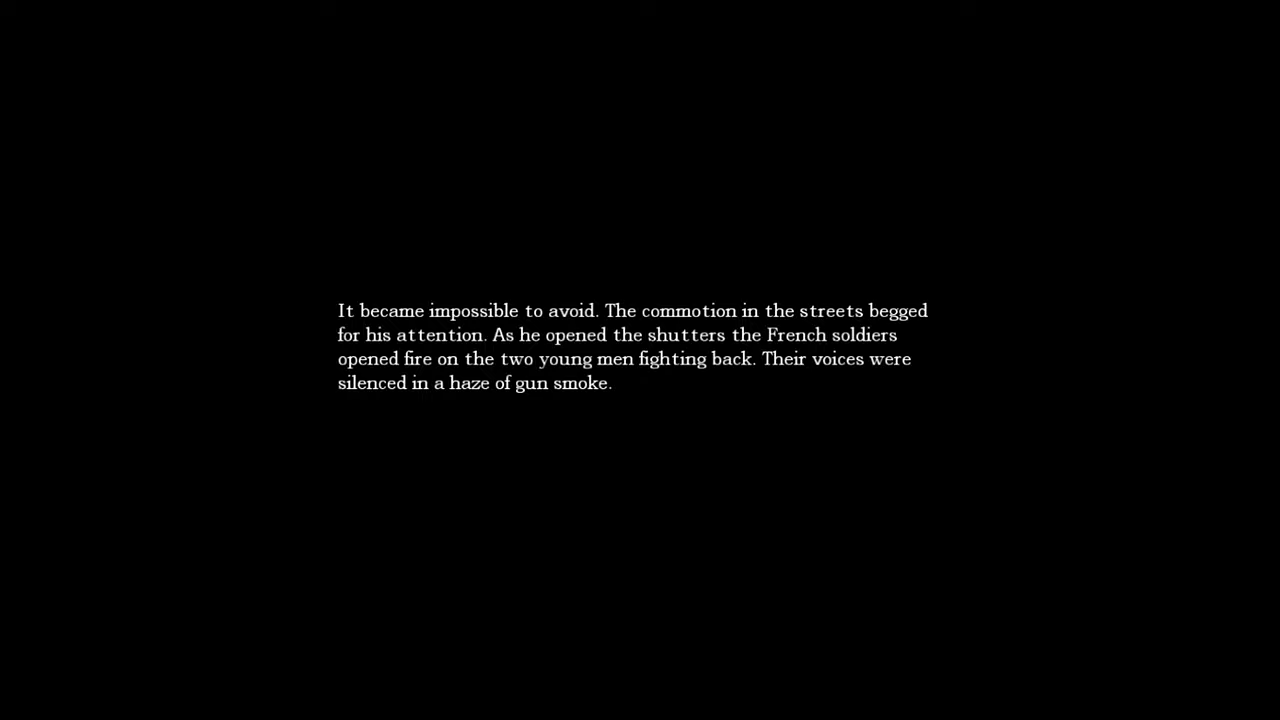 It became impossible to avoid. The commotion in the streets begged
for his attention. As he opened the shutters the French soldiers
opened fire on the two young men fighting back. Their voices were
silenced in a haze of gun smoke.